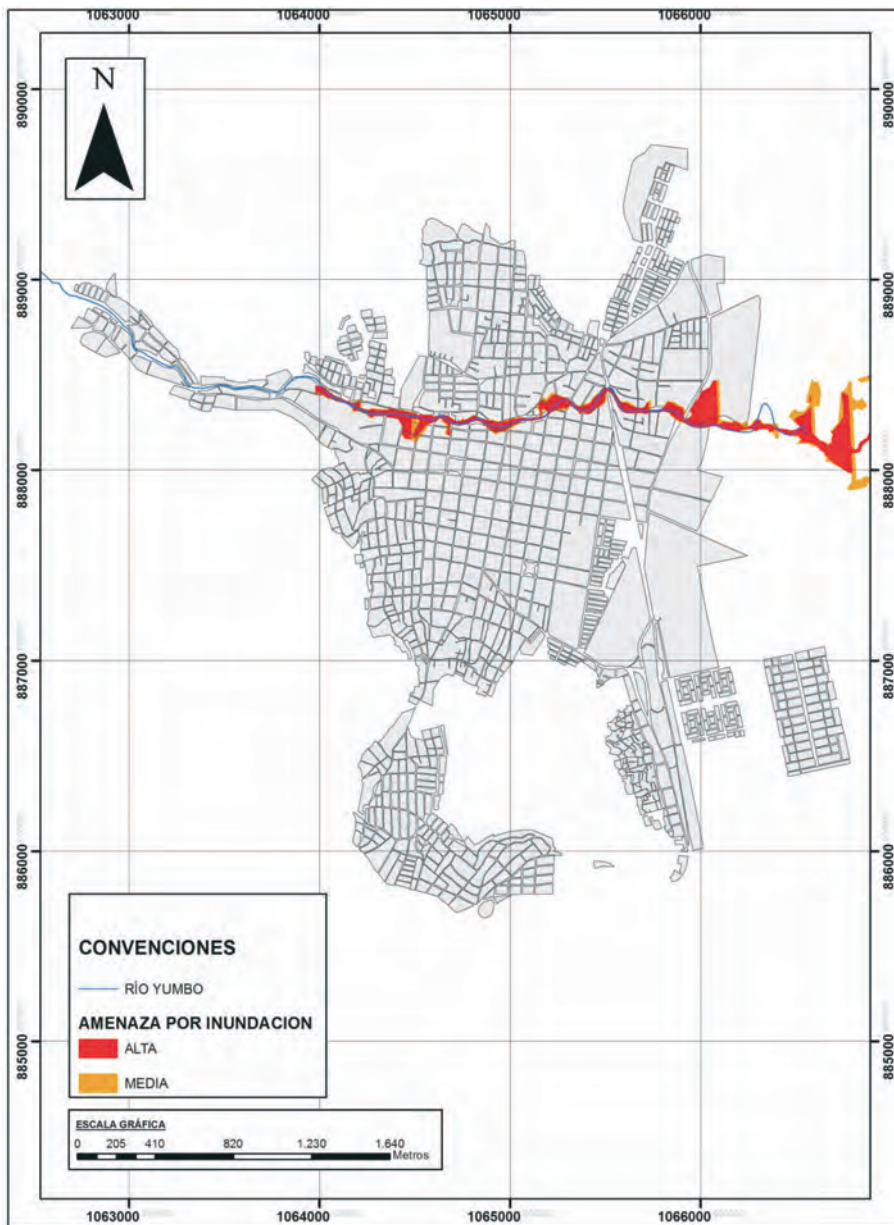 1063000 1064000 1065000 1066000
N
890000 890000
889000 889000
888000 888000
887000 887000
886000 886000
885000 885000
CONVENCIONES
RÍO YUMBO
AMENAZA POR INUNDACION
ALTA
MEDIA
ESCALA GRÁFICA
0 205 410 820 1.230 1.640
Metros
1063000 1064000 1065000 1066000